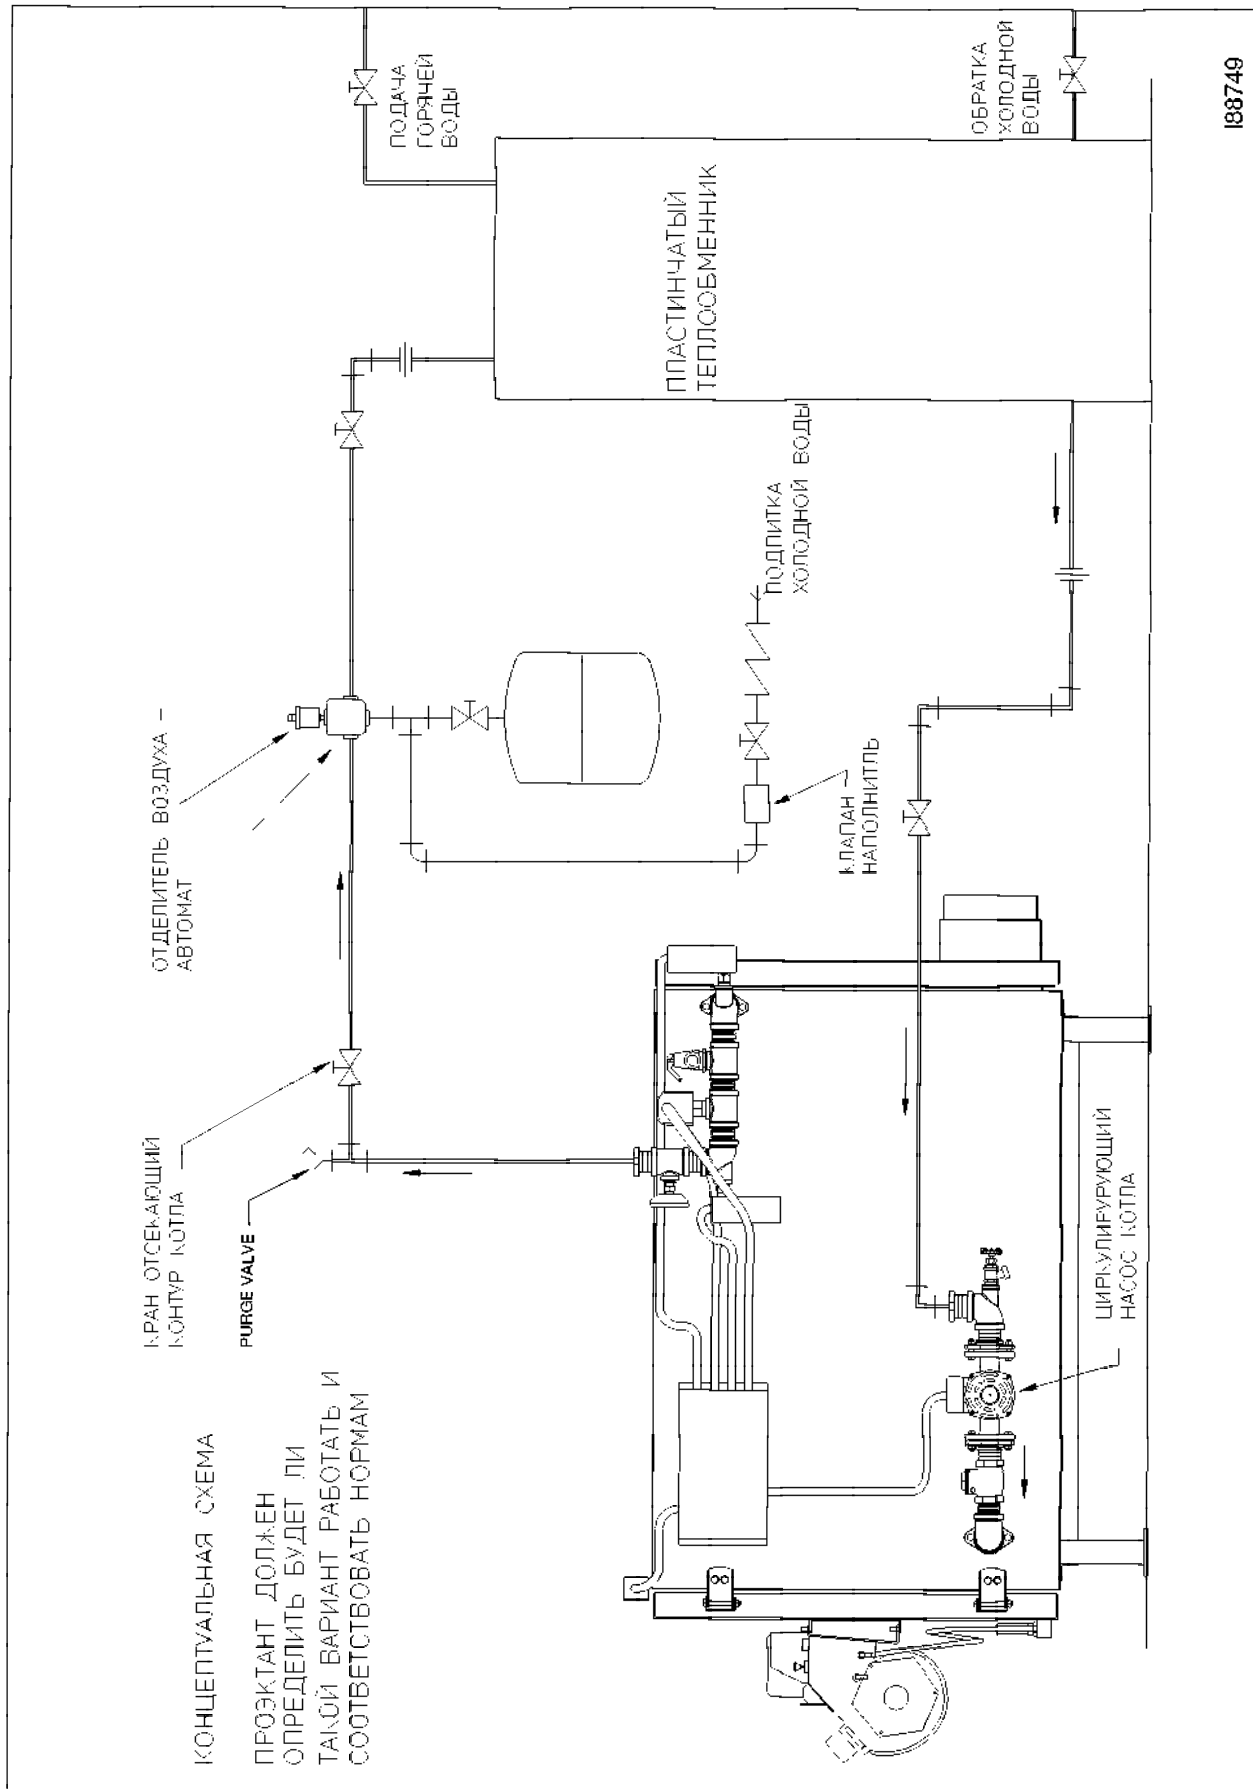 КОНЦЕПТУАЛЬНАЯ СХЕМА
ПРОЭКТАНТ ДОЛЖЕН
ОПРЕДЕЛИТЬ БУДЕТ ЛИ
ТАКОЙ ВАРИАНТ РАБОТАТЬ И
СООТВЕТСТВОВАТЬ НОРМАМ
КРАН ОТСЕКАЮЩИЙ
КОНТУР КОТЛА
PURGE VALVE
ОТДЕЛИТЕЛЬ ВОЗДУХА –
АВТОМАТ
ПОДАЧА
ГОРЯЧЕЙ
ВОДЫ
ПЛАСТИНЧАТЫЙ
ТЕПЛООБМЕННИК
ПОДПИТКА
ХОЛОДНОЙ ВОДЫ
КЛАПАН –
НАПОЛНИТЛЬ
ОБРАТКА
ХОЛОДНОЙ
ВОДЫ
ЦИРКУЛИРУРУЮЩИЙ
НАСОС КОТЛА
I88749